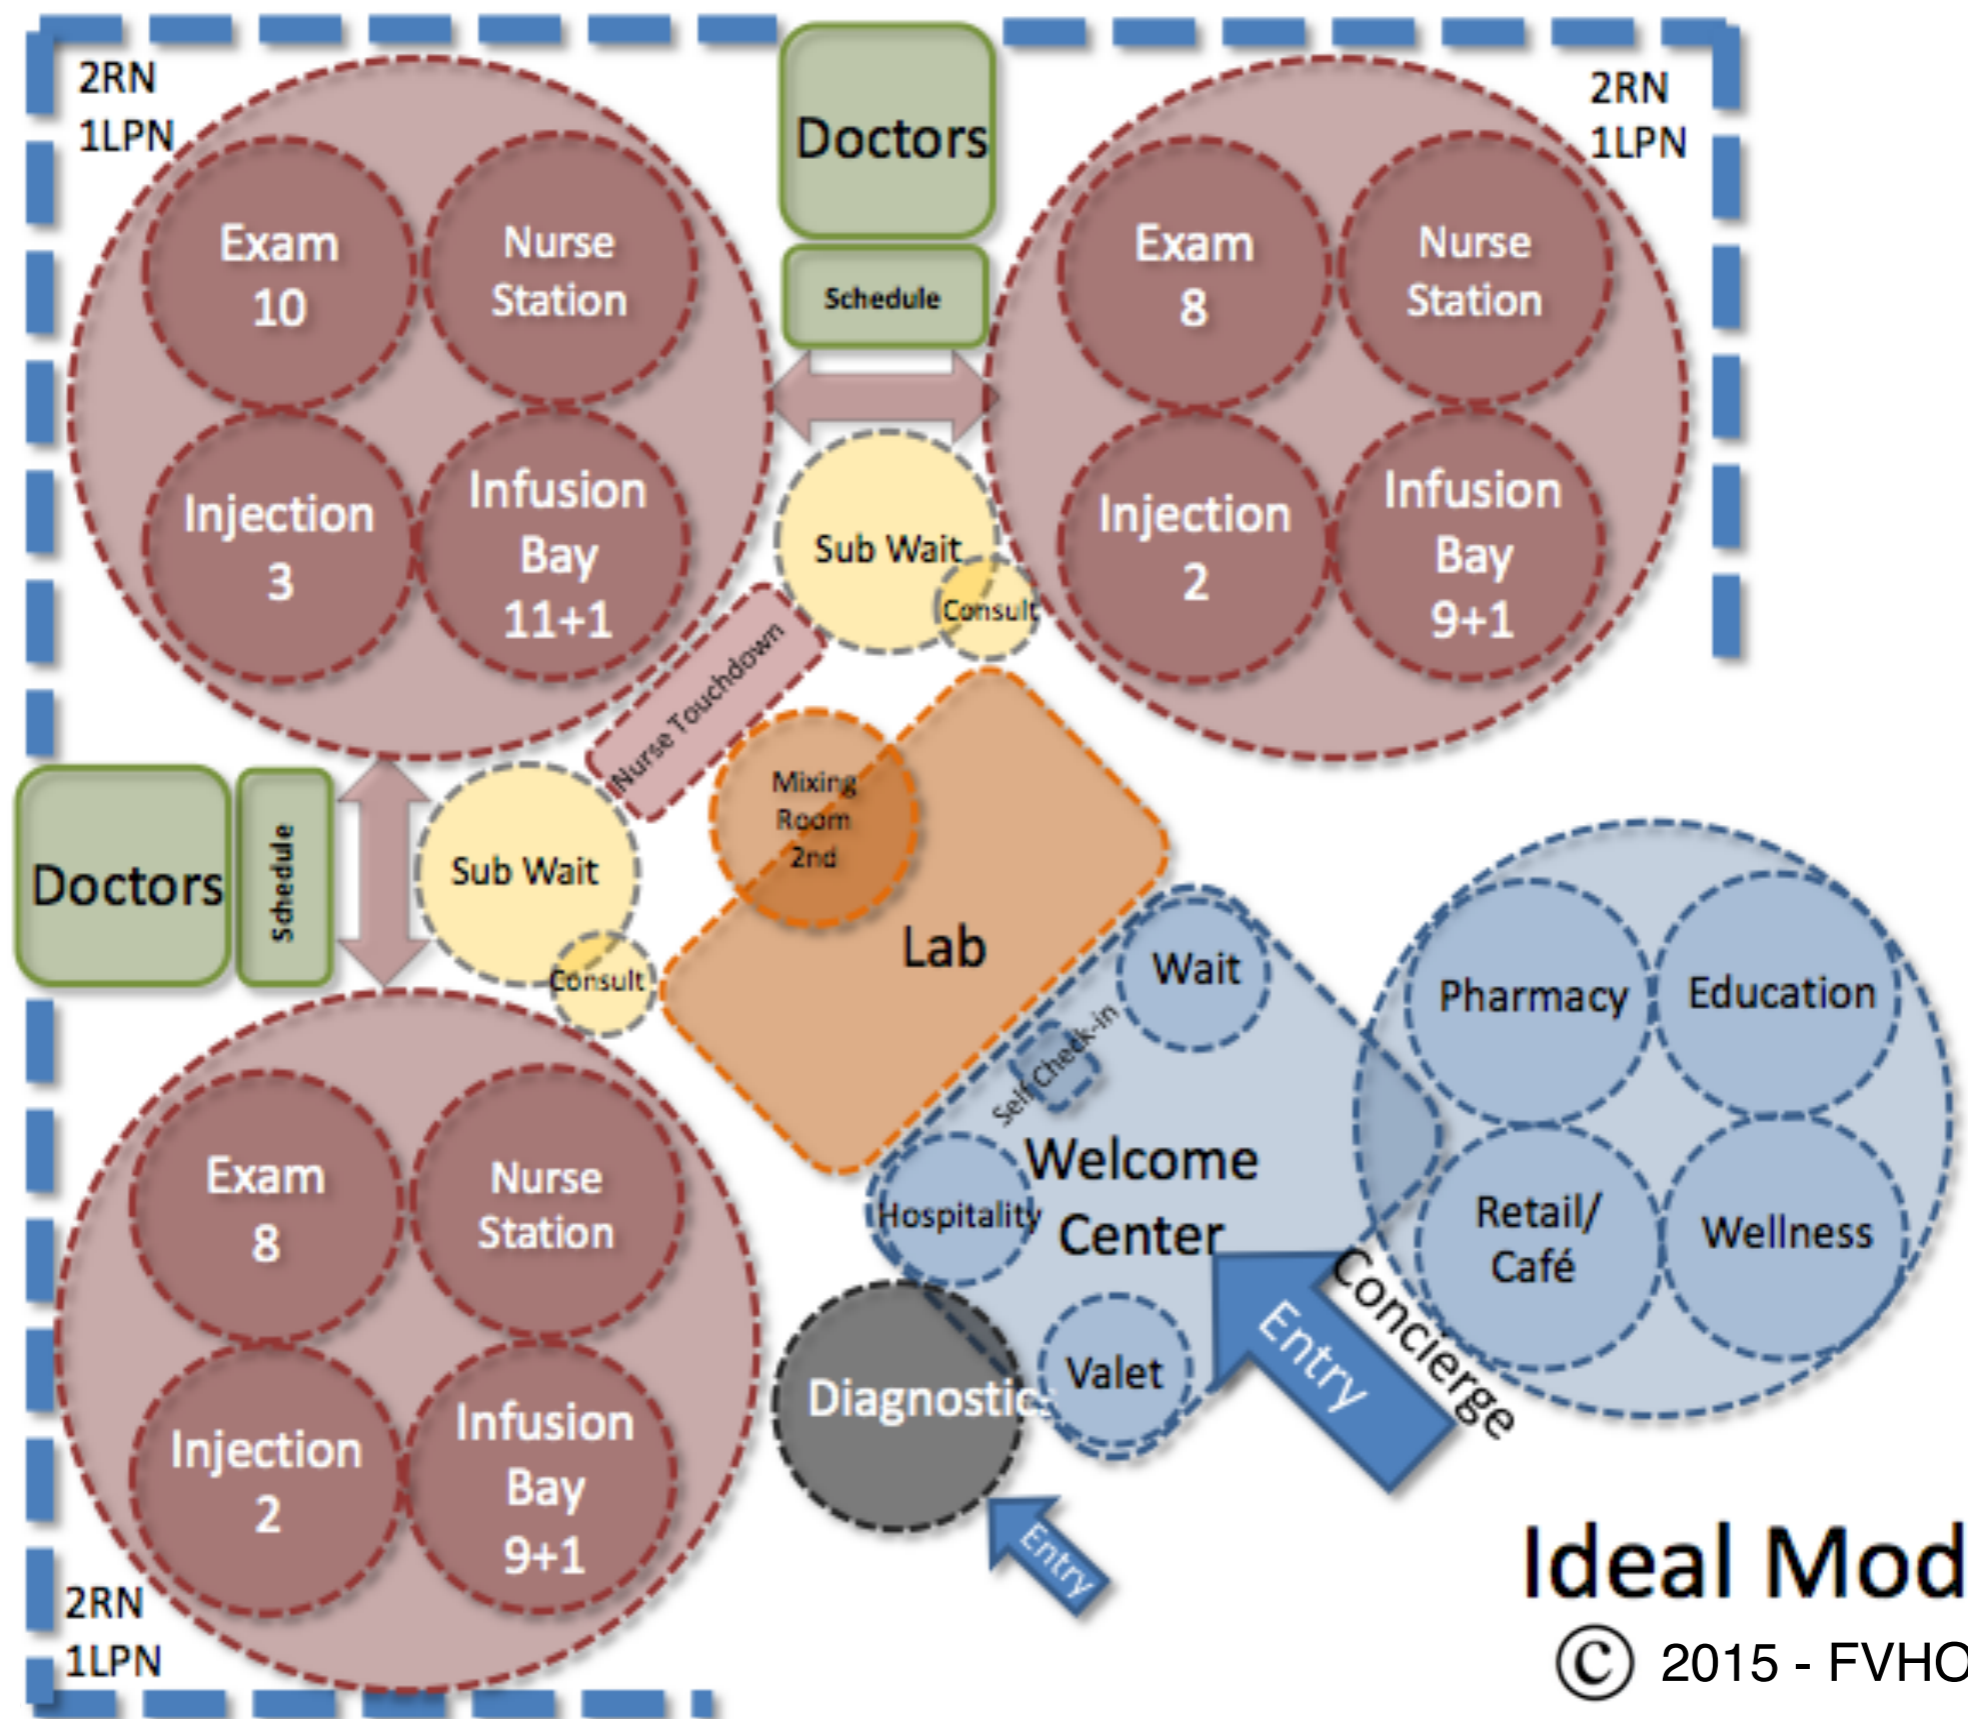 2RN
1LPN
Exam
10
Nurse
Station
Injection
3
Infusion
Bay
11+1
Doctors
Schedule
2RN
1LPN
Exam
8
Nurse
Station
Injection
2
Infusion
Bay
9+1
Sub Wait
Consult
Nurse Touchdown
Mixing
Room
2nd
Lab
Doctors
Schedule
Sub Wait
Consult
Exam
8
Nurse
Station
Injection
2
Infusion
Bay
9+1
2RN
1LPN
Wait
Self Check-in
Welcome
Center
Hospitality
Valet
Diagnostic
Entry
Entry
Concierge
Pharmacy
Education
Retail/
Café
Wellness
Ideal Mod
© 2015 - FVHO